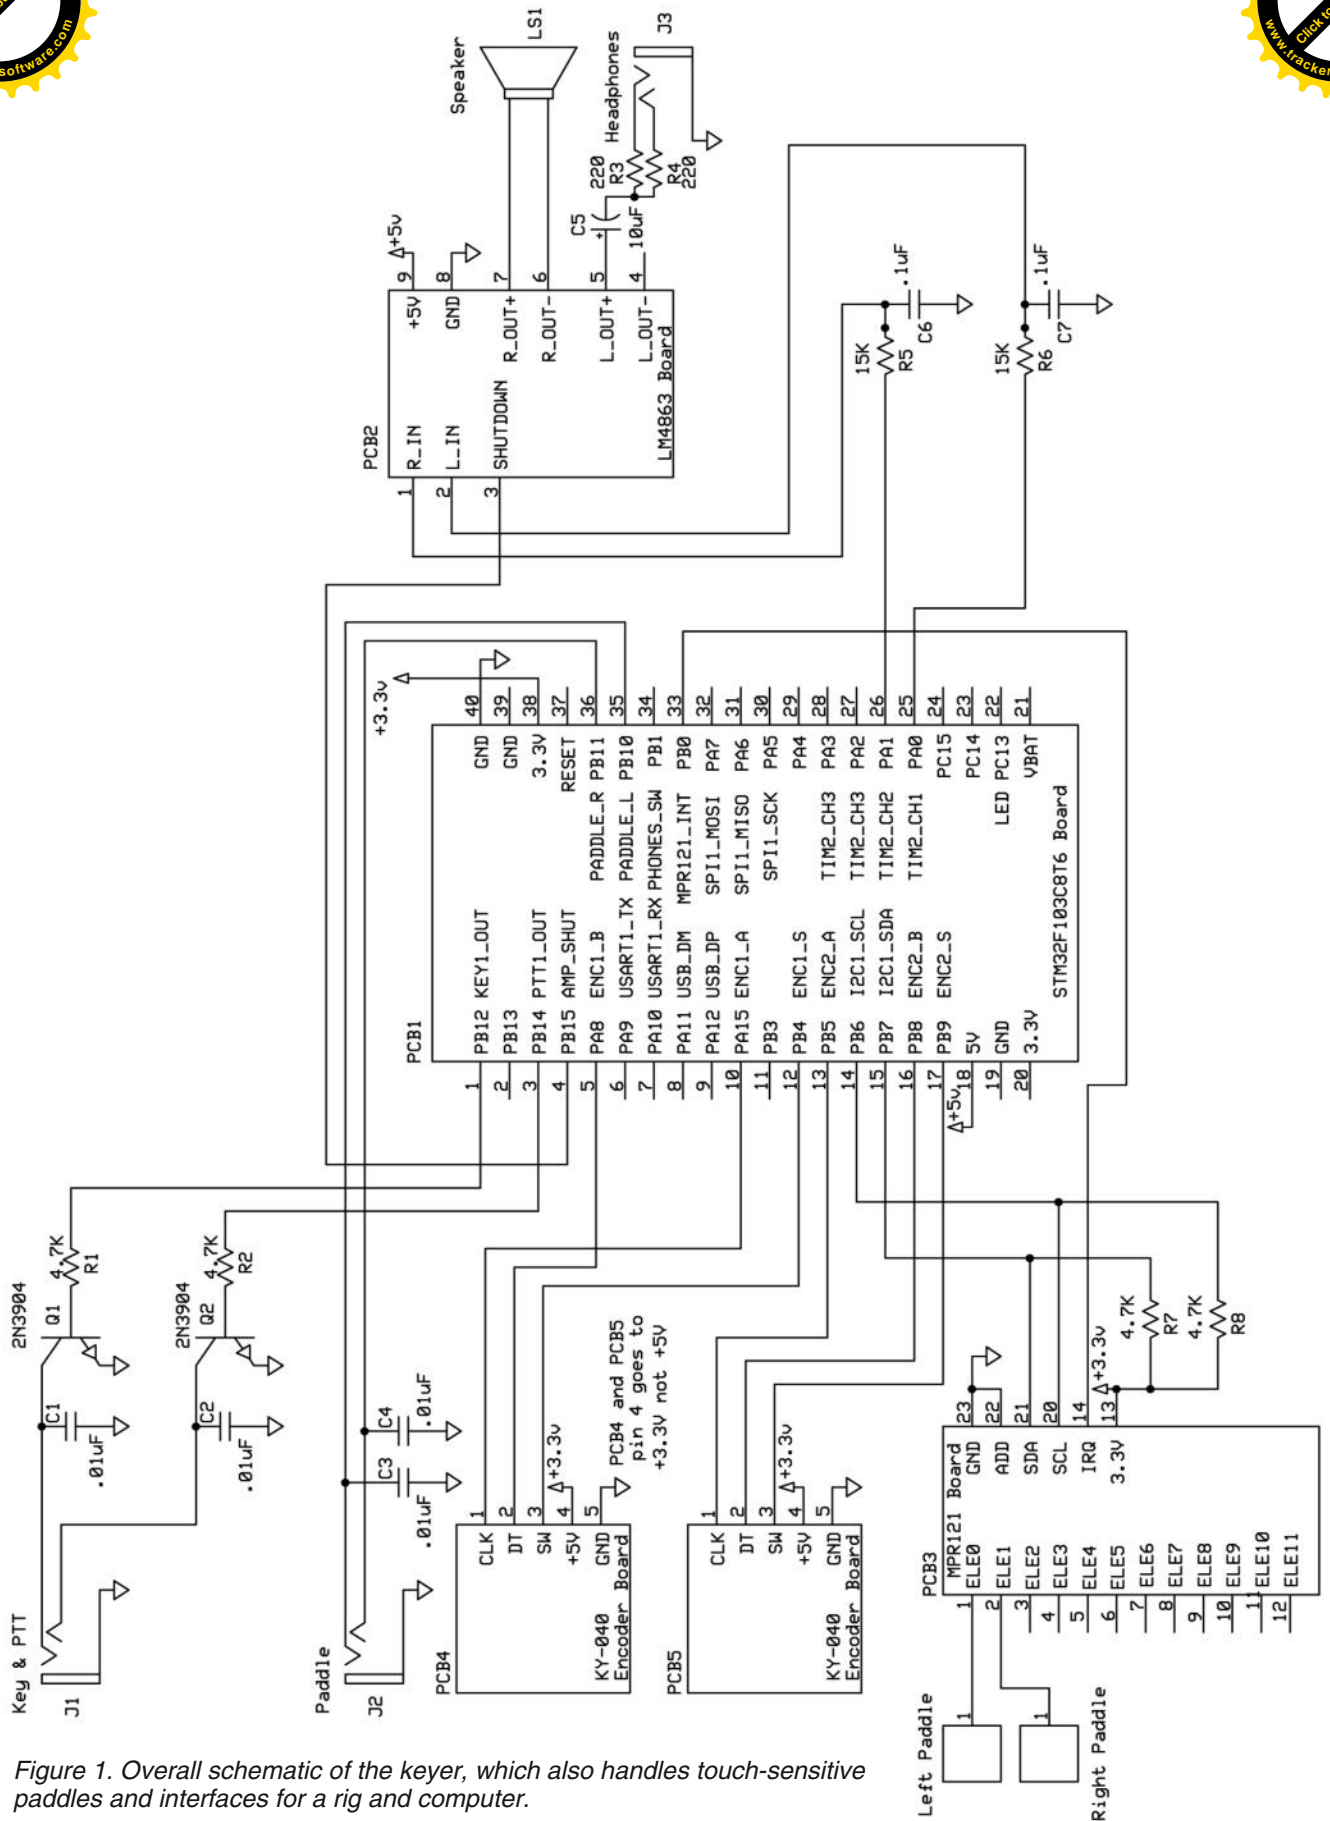 software.com
Click to
www.tracker
Speaker
LS1
Headphones
J3
220
R3
R4
220
C5
+
10uF
+5v
9
8
7
6
5
4
+5V
GND
R_OUT+
R_OUT-
L_OUT+
L_OUT-
PCB2
R_IN
L_IN
SHUTDOWN
LM4863 Board
1
2
3
15K
R5
.1uF
C6
15K
R6
.1uF
C7
+3.3v
40
39
38
37
36
35
34
33
32
31
30
29
28
27
26
25
24
23
22
21
GND
GND
3.3V
RESET
PADDLE_R PB11
PADDLE_L PB10
PHONES_SW PB1
MPR121_INT PB0
SPI1_MOSI PA7
SPI1_MISO PA6
SPI1_SCK PA5
PA4
TIM2_CH3 PA3
TIM2_CH3 PA2
TIM2_CH2 PA1
TIM2_CH1 PA0
PC15
PC14
LED PC13
VBAT
PCB1
PB12 KEY1_OUT
PB13
PB14 PTT1_OUT
PB15 AMP_SHUT
PA8 ENC1_B
PA9 USART1_TX
PA10 USART1_RX
PA11 USB_DM
PA12 USB_DP
PA15 ENC1_A
PB3
PB4 ENC1_S
PB5 ENC2_A
PB6 I2C1_SCL
PB7 I2C1_SDA
PB8 ENC2_B
PB9 ENC2_S
5V
GND
3.3V
STM32F103C8T6 Board
1
2
3
4
5
6
7
8
9
10
11
12
13
14
15
16
17
18
19
20
+5v
2N3904
Q1
4.7K
R1
2N3904
Q2
4.7K
R2
C1
.01uF
C2
.01uF
Key & PTT
J1
Paddle
J2
C3
.01uF
C4
.01uF
PCB4
CLK
DT
SW
+5V
GND
KY-040
Encoder Board
1
2
3
4
5
+3.3v
PCB4 and PCB5
pin 4 goes to
+3.3V not +5V
PCB5
CLK
DT
SW
+5V
GND
KY-040
Encoder Board
1
2
3
4
5
+3.3v
4.7K
R7
4.7K
R8
+3.3v
23
22
21
20
14
13
PCB3
MPR121 Board
GND
ADD
SDA
SCL
IRQ
3.3V
ELE0
ELE1
ELE2
ELE3
ELE4
ELE5
ELE6
ELE7
ELE8
ELE9
ELE10
ELE11
1
2
3
4
5
6
7
8
9
10
11
12
Left Paddle
1
Right Paddle
1
Figure 1. Overall schematic of the keyer, which also handles touch-sensitive
paddles and interfaces for a rig and computer.